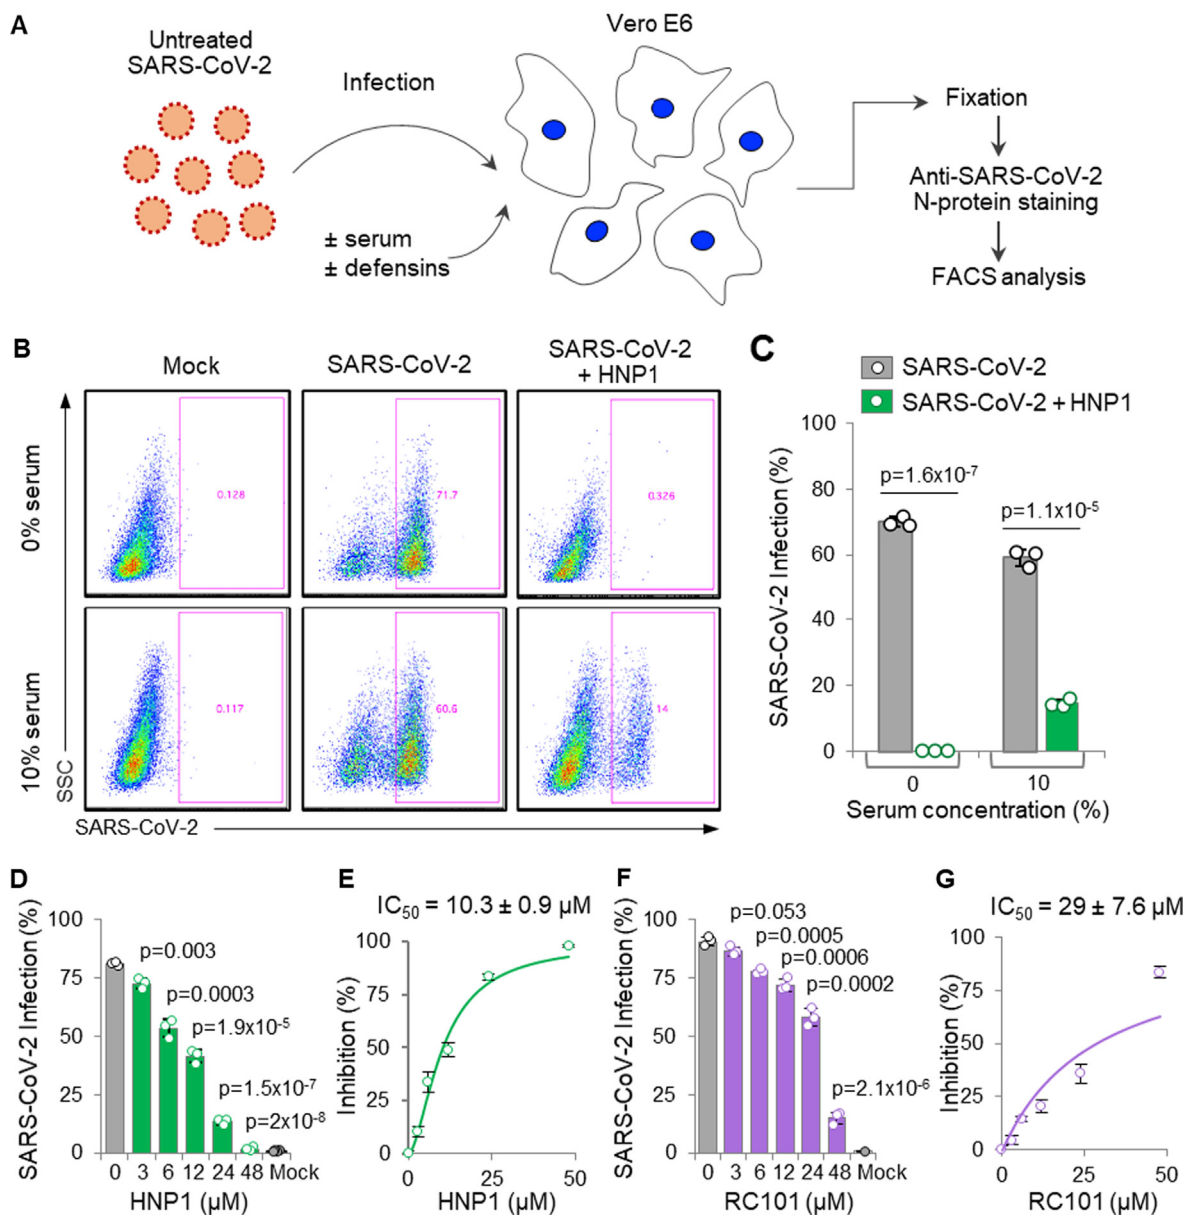 A
Untreated
SARS-CoV-2
Infection
± serum
± defensins
Vero E6
Fixation
Anti-SARS-CoV-2
N-protein staining
FACS analysis
B
Mock
SARS-CoV-2
SARS-CoV-2
+ HNP1
0% serum
0.128
71.7
0.326
10% serum
0.117
60.6
14
SSC
SARS-CoV-2
C
SARS-CoV-2
SARS-CoV-2 + HNP1
SARS-CoV-2 Infection (%)
100
80
60
40
20
0
p=1.6x10-7
p=1.1x10-5
0
10
Serum concentration (%)
D
SARS-CoV-2 Infection (%)
100
75
50
25
0
p=0.003
p=0.0003
p=1.9x10-5
p=1.5x10-7
p=2x10-8
0 3 6 12 24 48 Mock
HNP1 (µM)
E
IC50 = 10.3 ± 0.9 µM
Inhibition (%)
100
75
50
25
0
0 25 50
HNP1 (µM)
F
SARS-CoV-2 Infection (%)
100
75
50
25
0
p=0.053
p=0.0005
p=0.0006
p=0.0002
p=2.1x10-6
0 3 6 12 24 48 Mock
RC101 (µM)
G
IC50 = 29 ± 7.6 µM
Inhibition (%)
100
75
50
25
0
0 25 50
RC101 (µM)